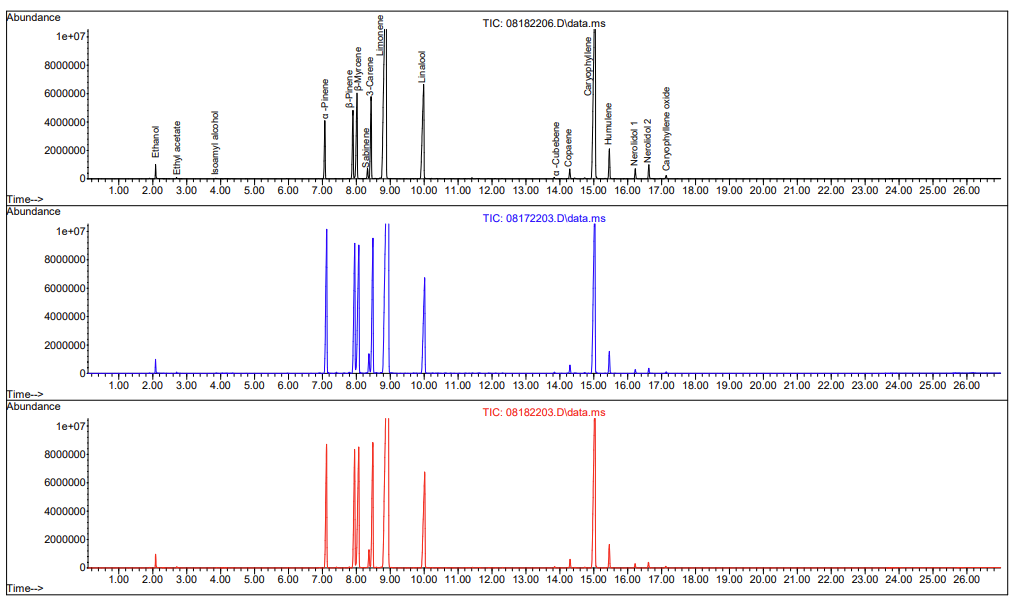 Abundance
TIC: 08182206.D\data.ms
1e+07
8000000
6000000
4000000
2000000
0
Ethanol
Ethyl acetate
Isoamyl alcohol
α -Pinene
β-Pinene
β-Myrcene
Sabinene
3-Carene
Limonene
Linalool
α -Cubebene
Copaene
Caryophyllene
Humulene
Nerolidol 1
Nerolidol 2
Caryophyllene oxide
1.00 2.00 3.00 4.00 5.00 6.00 7.00 8.00 9.00 10.00 11.00 12.00 13.00 14.00 15.00 16.00 17.00 18.00 19.00 20.00 21.00 22.00 23.00 24.00 25.00 26.00
Time-->
Abundance
TIC: 08172203.D\data.ms
1e+07
8000000
6000000
4000000
2000000
0
1.00 2.00 3.00 4.00 5.00 6.00 7.00 8.00 9.00 10.00 11.00 12.00 13.00 14.00 15.00 16.00 17.00 18.00 19.00 20.00 21.00 22.00 23.00 24.00 25.00 26.00
Time-->
Abundance
TIC: 08182203.D\data.ms
1e+07
8000000
6000000
4000000
2000000
0
1.00 2.00 3.00 4.00 5.00 6.00 7.00 8.00 9.00 10.00 11.00 12.00 13.00 14.00 15.00 16.00 17.00 18.00 19.00 20.00 21.00 22.00 23.00 24.00 25.00 26.00
Time-->